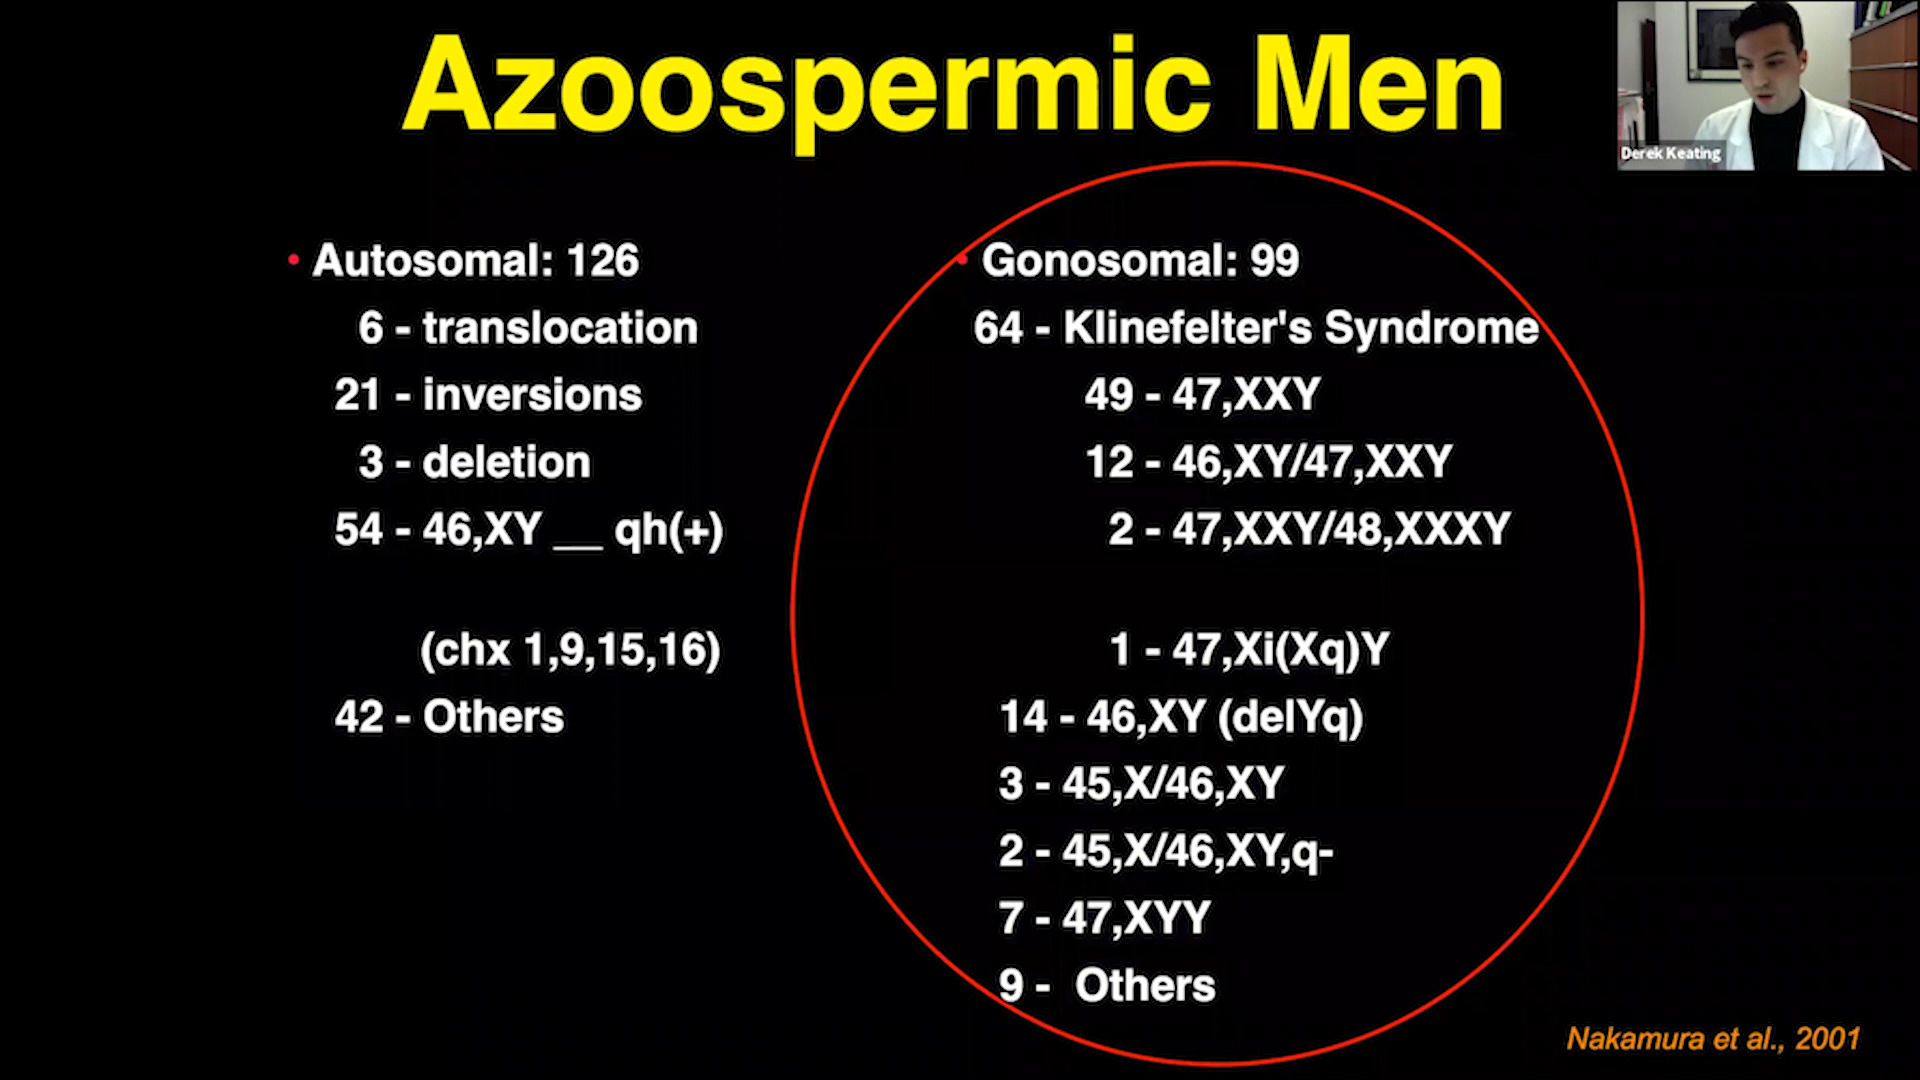 Azoospermic Men
Derek Keating
• Autosomal: 126
6 - translocation
21 - inversions
3 - deletion
54 - 46,XY __ qh(+)
(chx 1,9,15,16)
42 - Others
• Gonosomal: 99
64 - Klinefelter's Syndrome
49 - 47,XXY
12 - 46,XY/47,XXY
2 - 47,XXY/48,XXXY
1 - 47,Xi(Xq)Y
14 - 46,XY (delYq)
3 - 45,X/46,XY
2 - 45,X/46,XY,q-
7 - 47,XYY
9 - Others
Nakamura et al., 2001